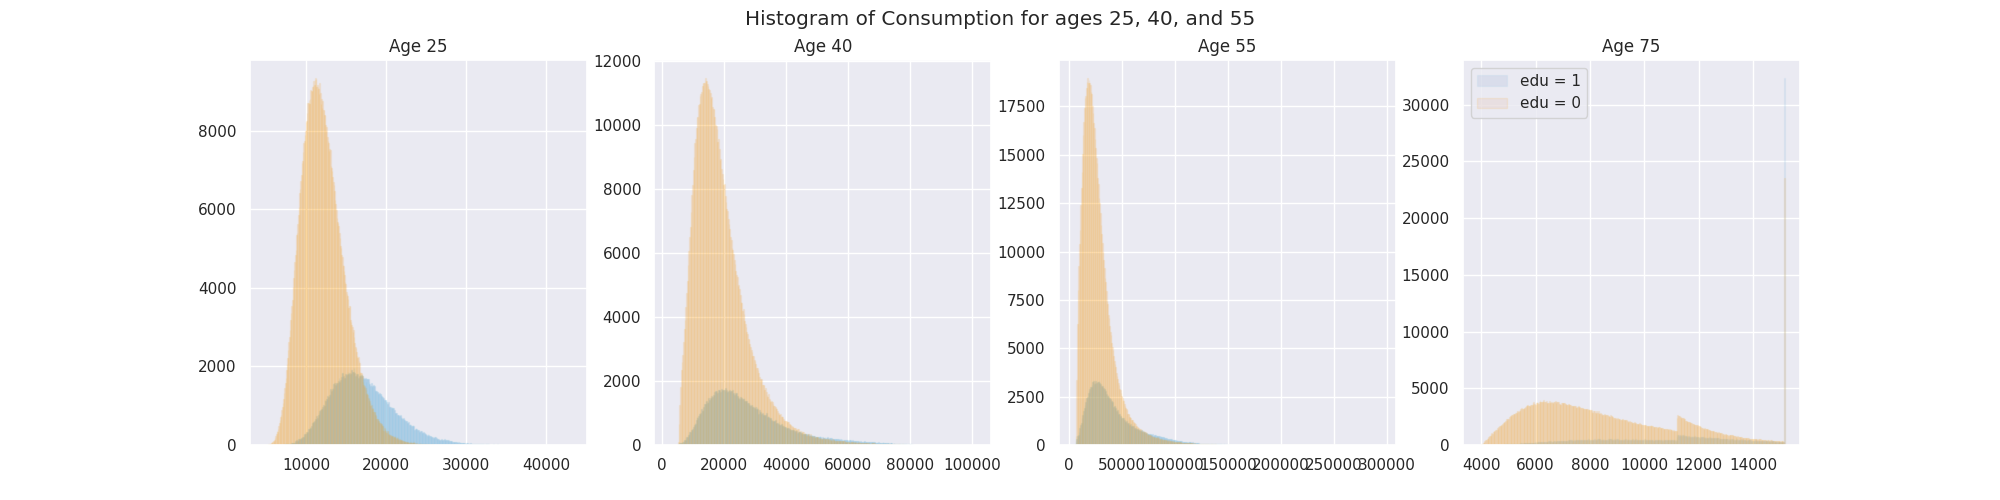 Histogram of Consumption for ages 25, 40, and 55
Age 25
8000
6000
4000
2000
0
10000 20000 30000 40000
Age 40
12000
10000
8000
6000
4000
2000
0
0 20000 40000 60000 80000 100000
Age 55
17500
15000
12500
10000
7500
5000
2500
0
0 50000 100000 150000 200000 250000 300000
Age 75
edu = 1
edu = 0
30000
25000
20000
15000
10000
5000
0
4000 6000 8000 10000 12000 14000